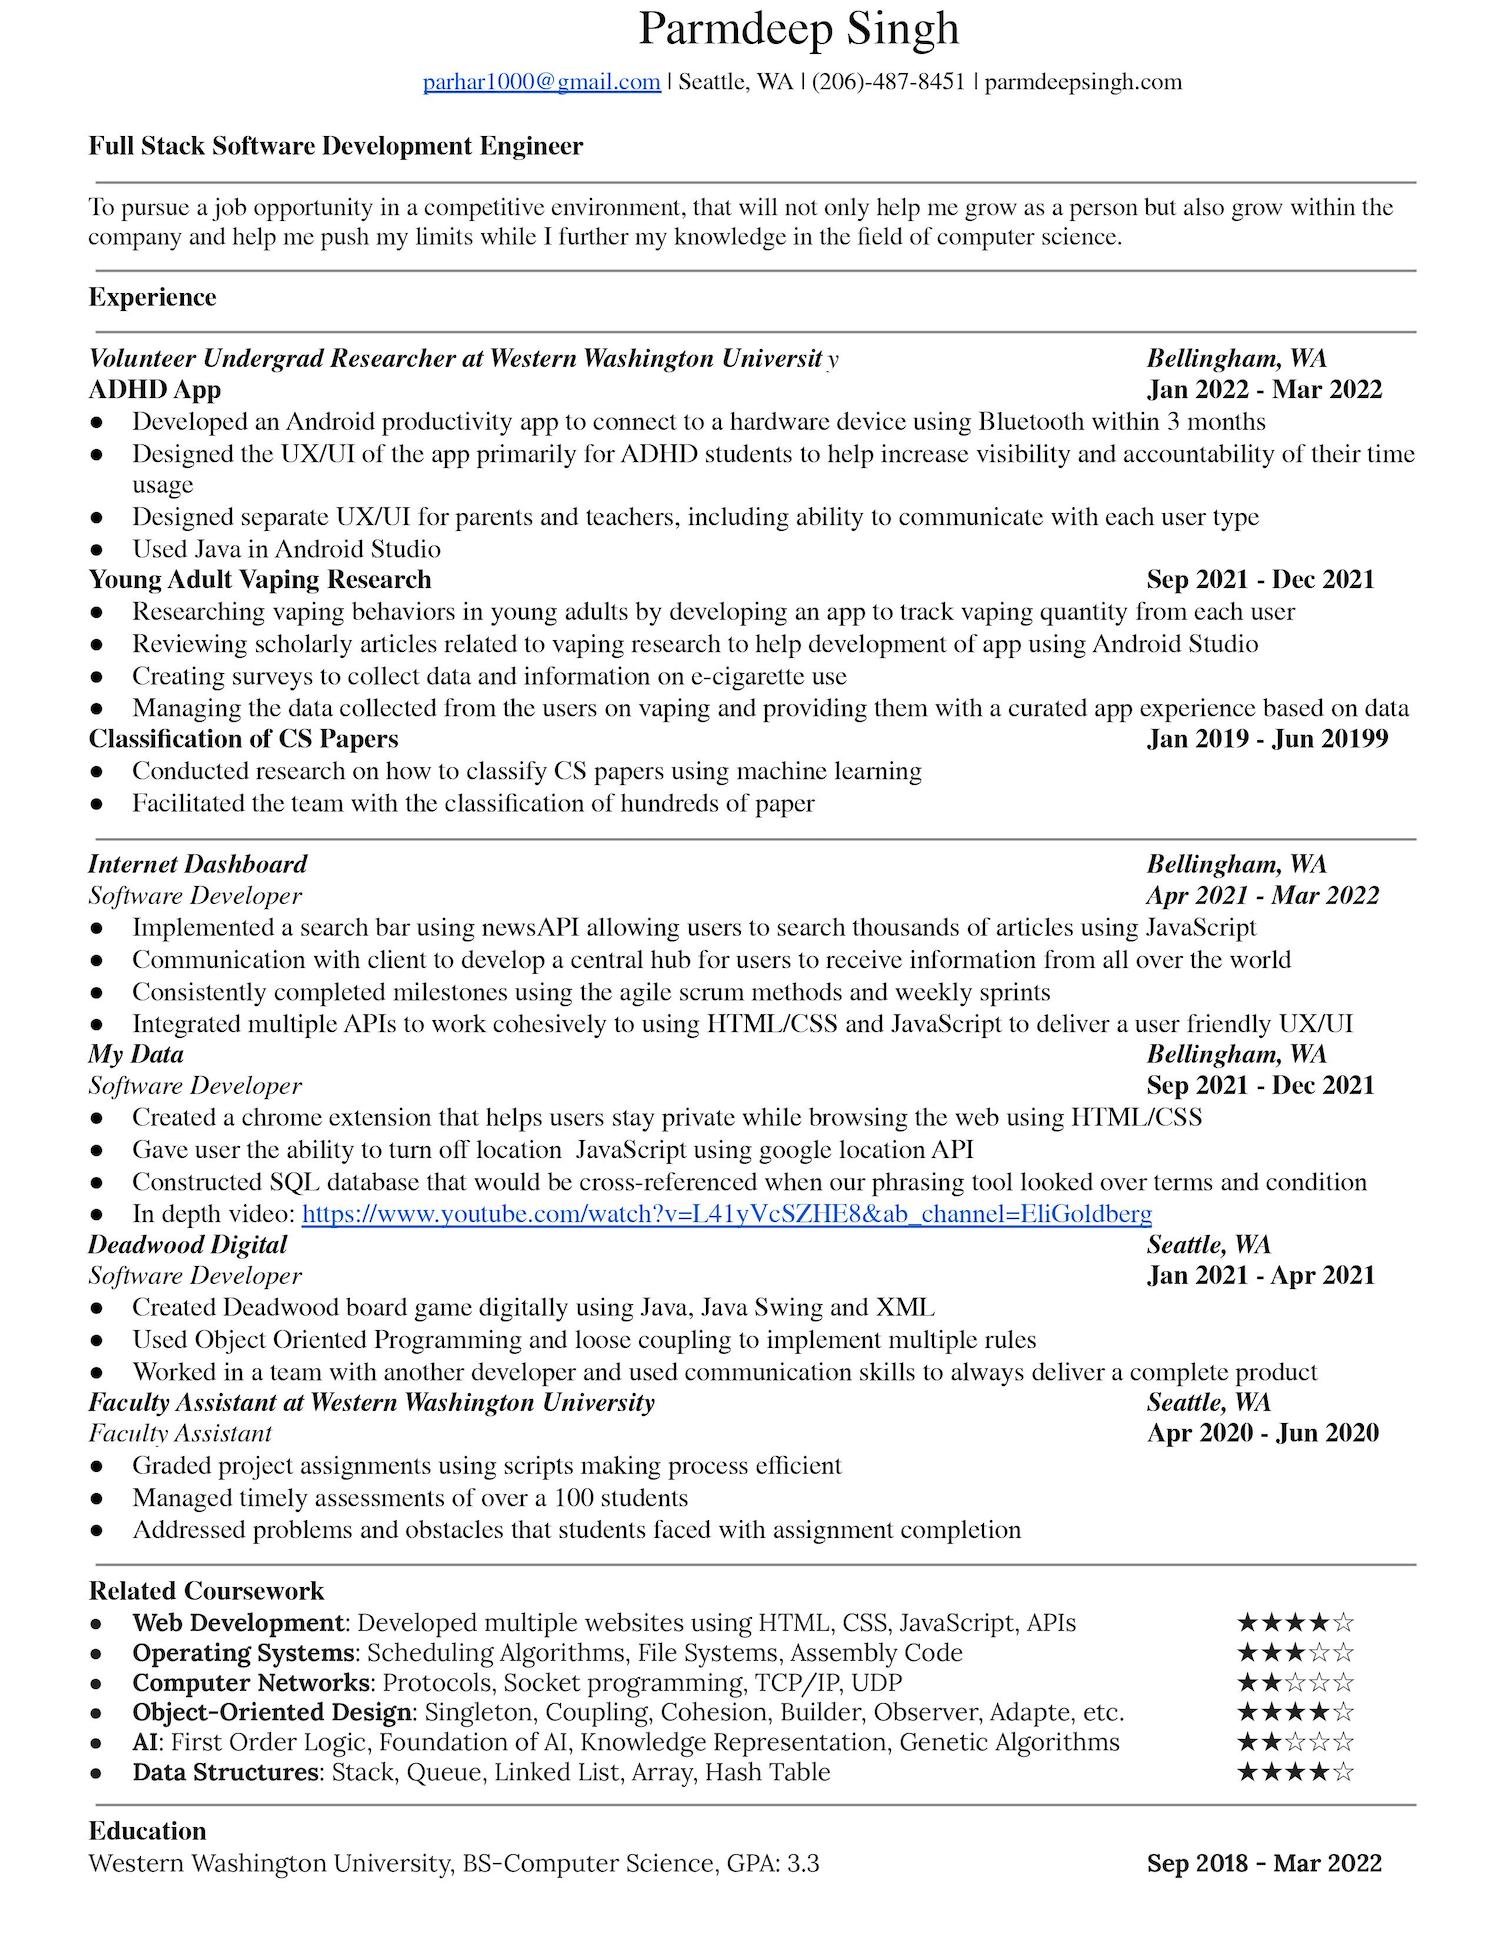 Parmdeep Singh
parhar1000@gmail.com | Seattle, WA | (206)-487-8451 | parmdeepsingh.com
Full Stack Software Development Engineer
To pursue a job opportunity in a competitive environment, that will not only help me grow as a person but also grow within the
company and help me push my limits while I further my knowledge in the field of computer science.
Experience
Volunteer Undergrad Researcher at Western Washington University Bellingham, WA
ADHD App Jan 2022 - Mar 2022
● Developed an Android productivity app to connect to a hardware device using Bluetooth within 3 months
● Designed the UX/UI of the app primarily for ADHD students to help increase visibility and accountability of their time
usage
● Designed separate UX/UI for parents and teachers, including ability to communicate with each user type
● Used Java in Android Studio
Young Adult Vaping Research Sep 2021 - Dec 2021
● Researching vaping behaviors in young adults by developing an app to track vaping quantity from each user
● Reviewing scholarly articles related to vaping research to help development of app using Android Studio
● Creating surveys to collect data and information on e-cigarette use
● Managing the data collected from the users on vaping and providing them with a curated app experience based on data
Classification of CS Papers Jan 2019 - Jun 20199
● Conducted research on how to classify CS papers using machine learning
● Facilitated the team with the classification of hundreds of paper
Internet Dashboard Bellingham, WA
Software Developer Apr 2021 - Mar 2022
● Implemented a search bar using newsAPI allowing users to search thousands of articles using JavaScript
● Communication with client to develop a central hub for users to receive information from all over the world
● Consistently completed milestones using the agile scrum methods and weekly sprints
● Integrated multiple APIs to work cohesively to using HTML/CSS and JavaScript to deliver a user friendly UX/UI
My Data Bellingham, WA
Software Developer Sep 2021 - Dec 2021
● Created a chrome extension that helps users stay private while browsing the web using HTML/CSS
● Gave user the ability to turn off location  JavaScript using google location API
● Constructed SQL database that would be cross-referenced when our phrasing tool looked over terms and condition
● In depth video: https://www.youtube.com/watch?v=L41yVcSZHE8&ab_channel=EliGoldberg
Deadwood Digital Seattle, WA
Software Developer Jan 2021 - Apr 2021
● Created Deadwood board game digitally using Java, Java Swing and XML
● Used Object Oriented Programming and loose coupling to implement multiple rules
● Worked in a team with another developer and used communication skills to always deliver a complete product
Faculty Assistant at Western Washington University Seattle, WA
Faculty Assistant Apr 2020 - Jun 2020
● Graded project assignments using scripts making process efficient
● Managed timely assessments of over a 100 students
● Addressed problems and obstacles that students faced with assignment completion
Related Coursework
● Web Development: Developed multiple websites using HTML, CSS, JavaScript, APIs ★★★★☆
● Operating Systems: Scheduling Algorithms, File Systems, Assembly Code ★★★☆☆
● Computer Networks: Protocols, Socket programming, TCP/IP, UDP ★★☆☆☆
● Object-Oriented Design: Singleton, Coupling, Cohesion, Builder, Observer, Adapte, etc. ★★★★☆
● AI: First Order Logic, Foundation of AI, Knowledge Representation, Genetic Algorithms ★★☆☆☆
● Data Structures: Stack, Queue, Linked List, Array, Hash Table ★★★★☆
Education
Western Washington University, BS-Computer Science, GPA: 3.3 Sep 2018 - Mar 2022